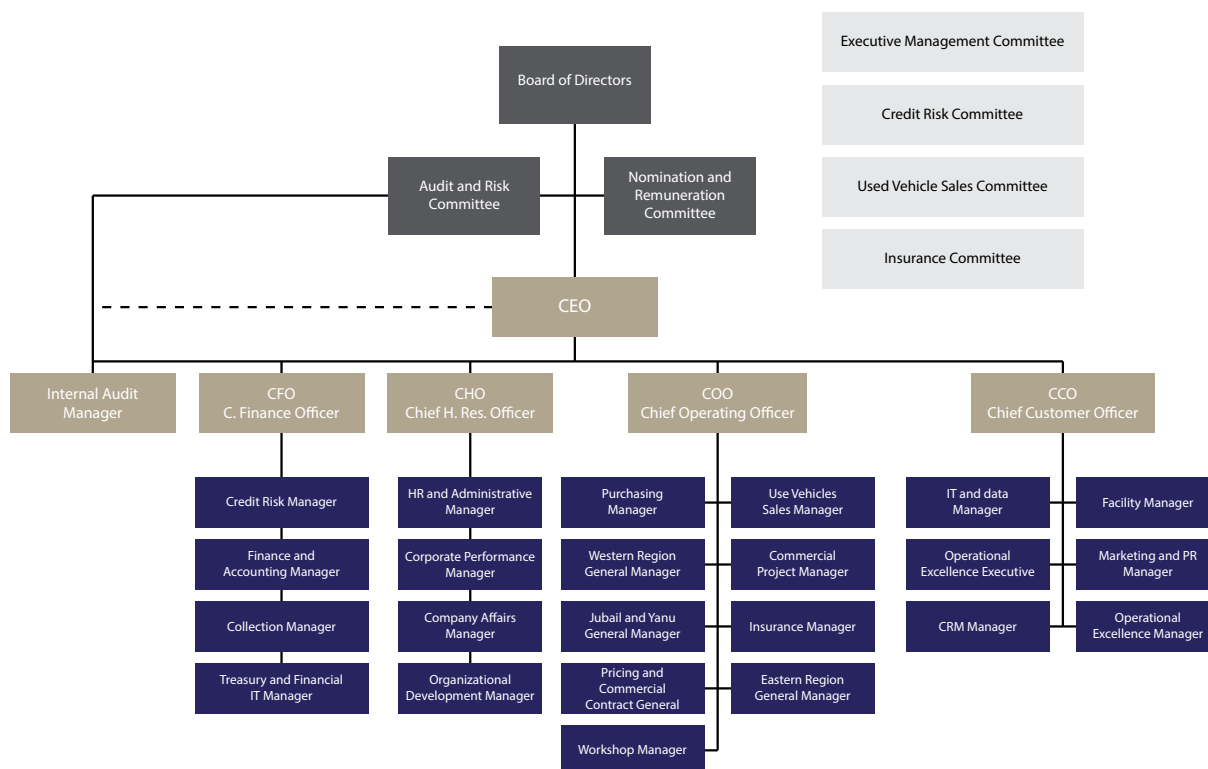 Board of Directors
Audit and Risk
Committee
Nomination and
Remuneration
Committee
Executive Management Committee
Credit Risk Committee
Used Vehicle Sales Committee
Insurance Committee
CEO
Internal Audit
Manager
CFO
C. Finance Officer
CHO
Chief H. Res. Officer
COO
Chief Operating Officer
CCO
Chief Customer Officer
Credit Risk Manager
Finance and
Accounting Manager
Collection Manager
Treasury and Financial
IT Manager
HR and Administrative
Manager
Corporate Performance
Manager
Company Affairs
Manager
Organizational
Development Manager
Purchasing
Manager
Use Vehicles
Sales Manager
Western Region
General Manager
Commercial
Project Manager
Jubail and Yanu
General Manager
Insurance Manager
Pricing and
Commercial
Contract General
Eastern Region
General Manager
Workshop Manager
IT and data
Manager
Facility Manager
Operational
Excellence Executive
Marketing and PR
Manager
CRM Manager
Operational
Excellence Manager